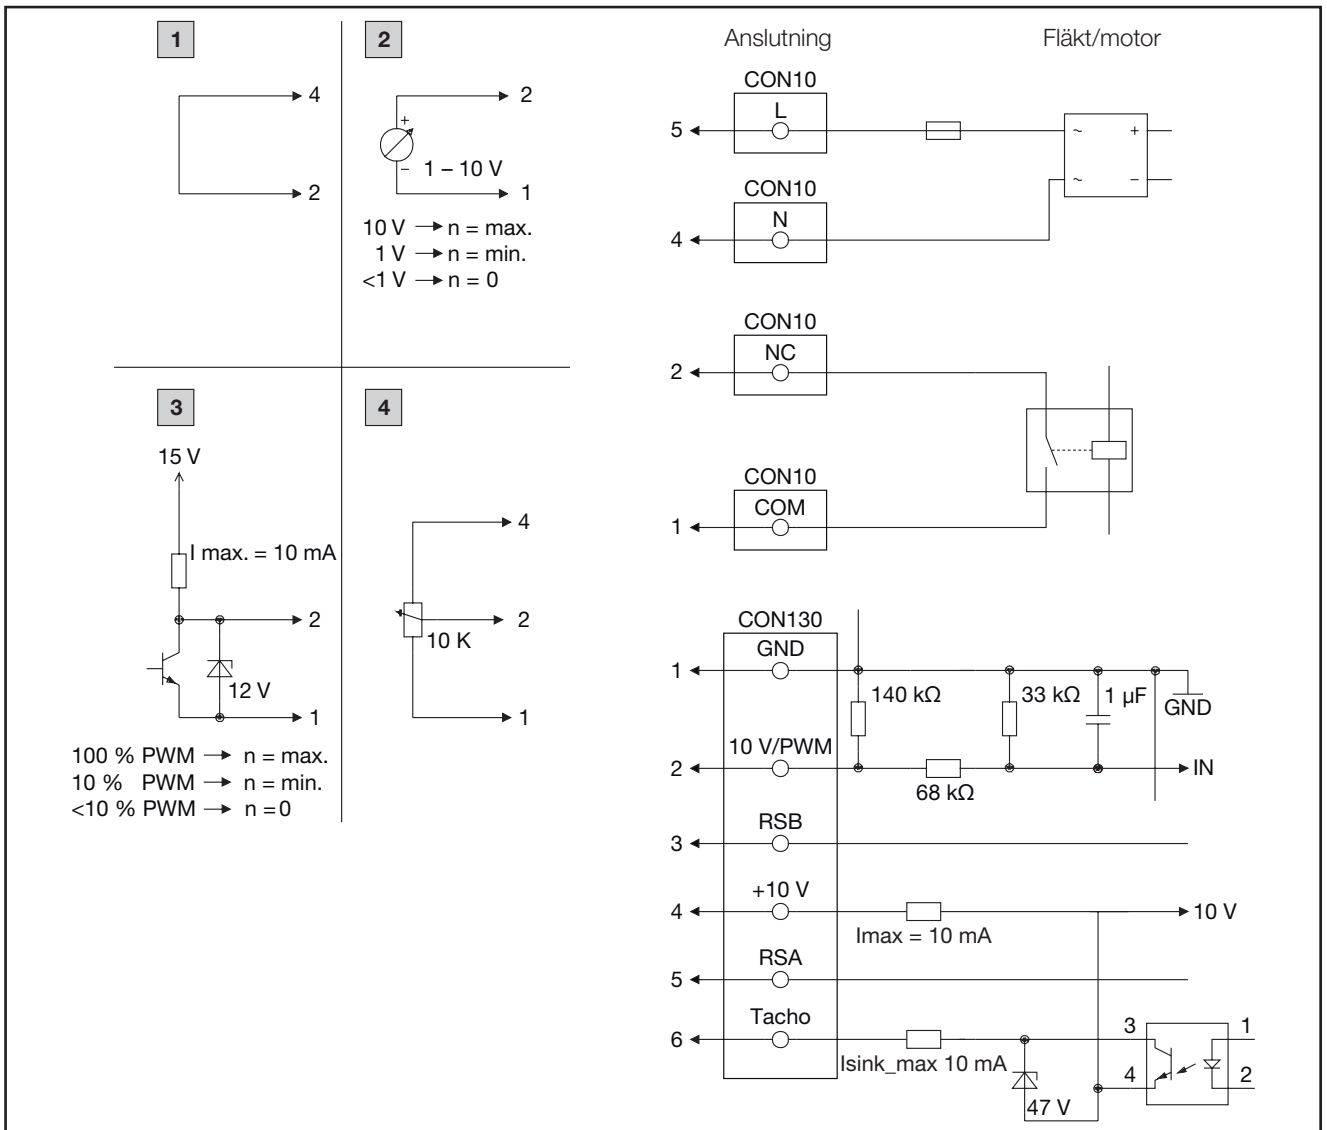 1
4
2
2
2
+
−
1 – 10 V
1
10 V → n = max.
1 V → n = min.
<1 V → n = 0
3
15 V
I max. = 10 mA
2
12 V
1
100 % PWM → n = max.
10 % PWM → n = min.
<10 % PWM → n = 0
4
4
2
10 K
1
Anslutning
Fläkt/motor
CON10
L
5
~ +
~ −
CON10
N
4
CON10
NC
2
CON10
COM
1
CON130
GND
1
140 kΩ
33 kΩ
1 µF
GND
10 V/PWM
2
IN
68 kΩ
RSB
3
+10 V
4
10 V
Imax = 10 mA
RSA
5
Tacho
6
3
1
Isink_max 10 mA
4
2
47 V